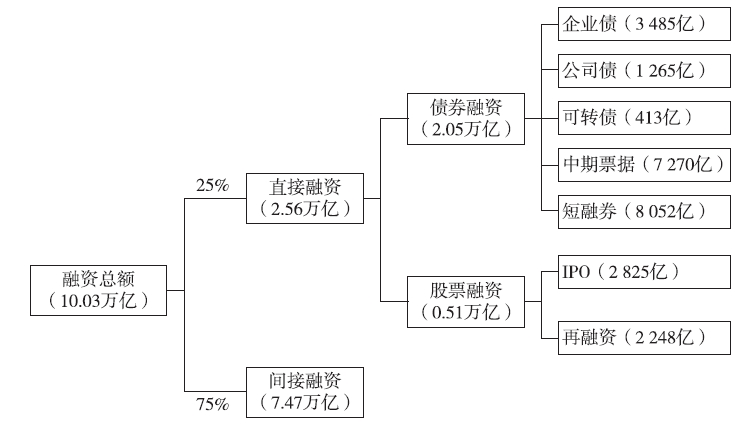 融资总额
（10.03万亿）
25%
75%
直接融资
（2.56万亿）
间接融资
（7.47万亿）
债券融资
（2.05万亿）
股票融资
（0.51万亿）
企业债（3 485亿）
公司债（1 265亿）
可转债（413亿）
中期票据（7 270亿）
短融券（8 052亿）
IPO（2 825亿）
再融资（2 248亿）